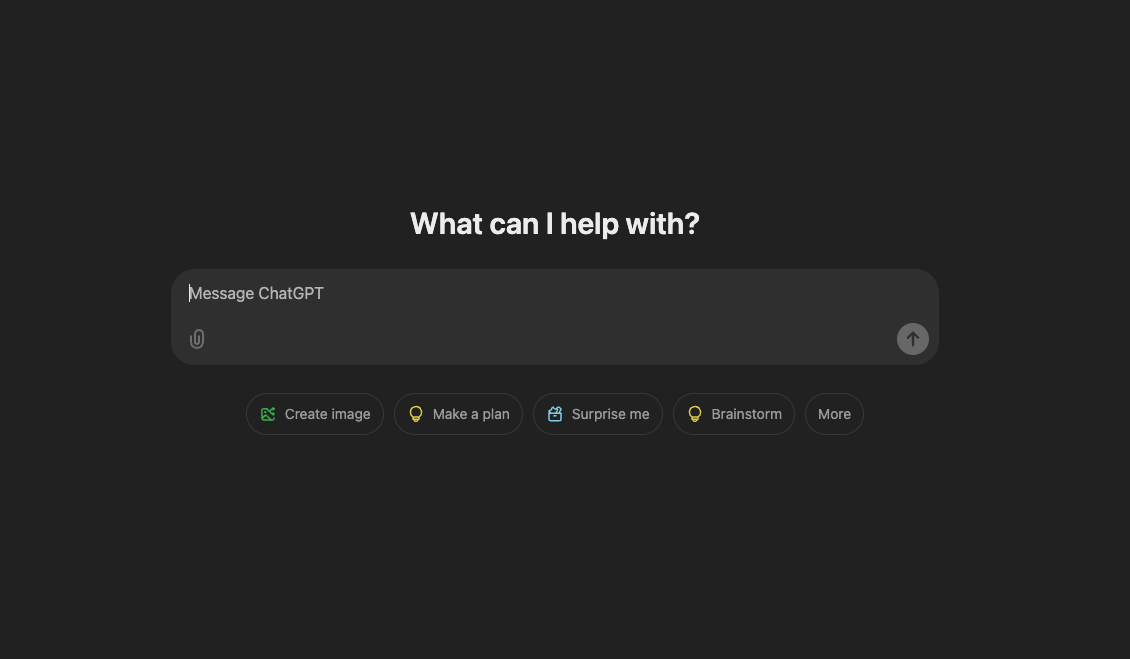 What can I help with?
Message ChatGPT
Create image Make a plan Surprise me Brainstorm More